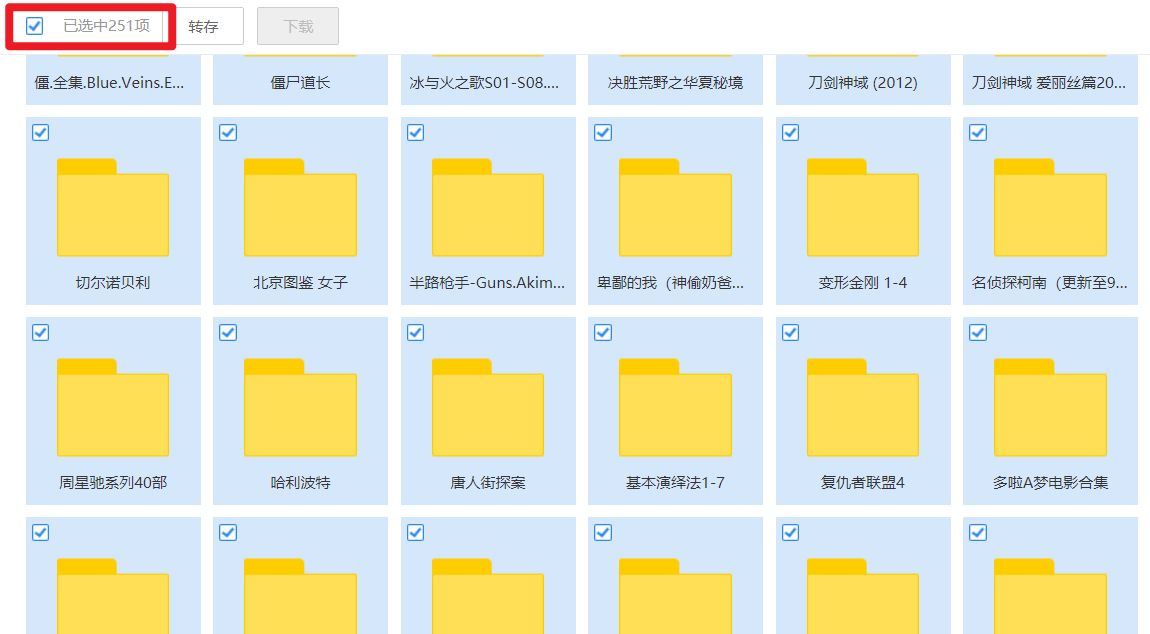 已选中251项
转存
下载
僵.全集.Blue.Veins.E...
僵尸道长
冰与火之歌S01-S08....
决胜荒野之华夏秘境
刀剑神域 (2012)
刀剑神域 爱丽丝篇20...
切尔诺贝利
北京图鉴 女子
半路枪手-Guns.Akim...
卑鄙的我（神偷奶爸...
变形金刚 1-4
名侦探柯南（更新至9...
周星驰系列40部
哈利波特
唐人街探案
基本演绎法1-7
复仇者联盟4
多啦A梦电影合集